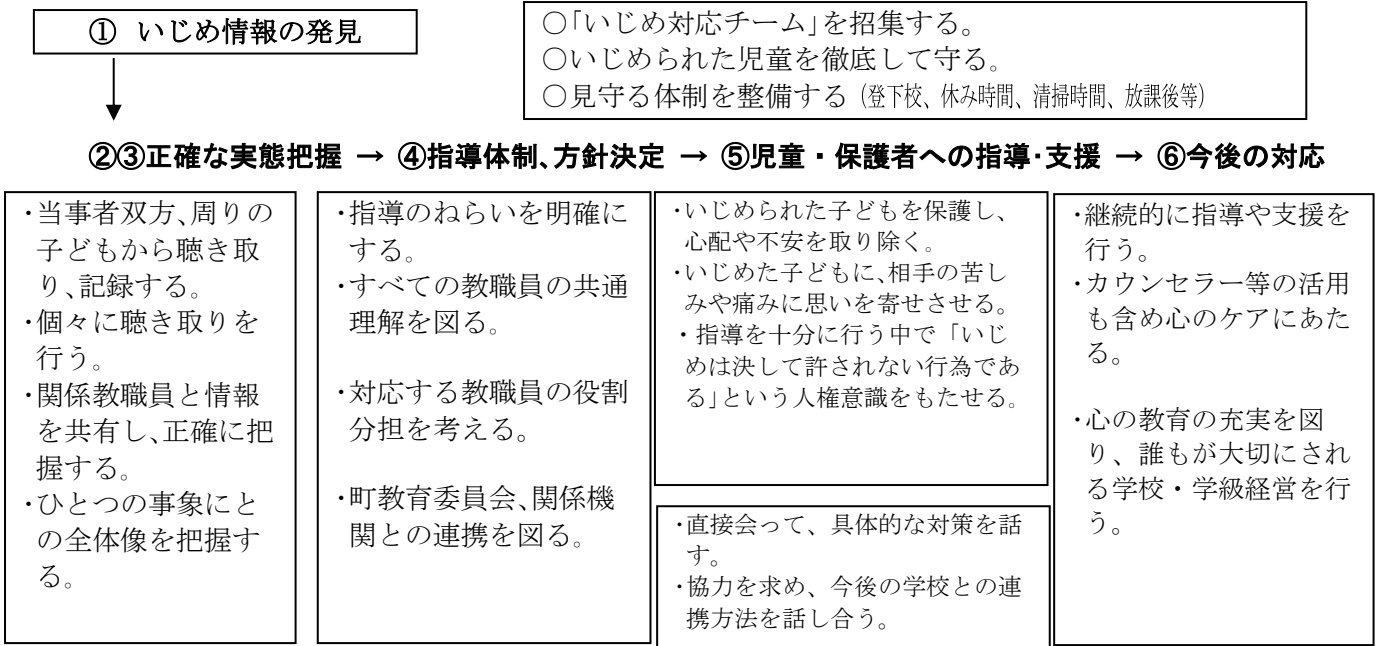 ① いじめ情報の発見
○「いじめ対応チーム」を招集する。
○いじめられた児童を徹底して守る。
○見守る体制を整備する（登下校、休み時間、清掃時間、放課後等）
②③正確な実態把握 → ④指導体制、方針決定 → ⑤児童・保護者への指導・支援 → ⑥今後の対応
・当事者双方、周りの
子どもから聴き取
り、記録する。
・個々に聴き取りを
行う。
・関係教職員と情報
を共有し、正確に把
握する。
・ひとつの事象にと
の全体像を把握す
る。
・指導のねらいを明確に
する。
・すべての教職員の共通
理解を図る。
・対応する教職員の役割
分担を考える。
・町教育委員会、関係機
関との連携を図る。
・いじめられた子どもを保護し、
心配や不安を取り除く。
・いじめた子どもに、相手の苦し
みや痛みに思いを寄せさせる。
・指導を十分に行う中で「いじ
めは決して許されない行為であ
る」という人権意識をもたせる。
・直接会って、具体的な対策を話
す。
・協力を求め、今後の学校との連
携方法を話し合う。
・継続的に指導や支援を
行う。
・カウンセラー等の活用
も含め心のケアにあた
る。
・心の教育の充実を図
り、誰もが大切にされ
る学校・学級経営を行
う。